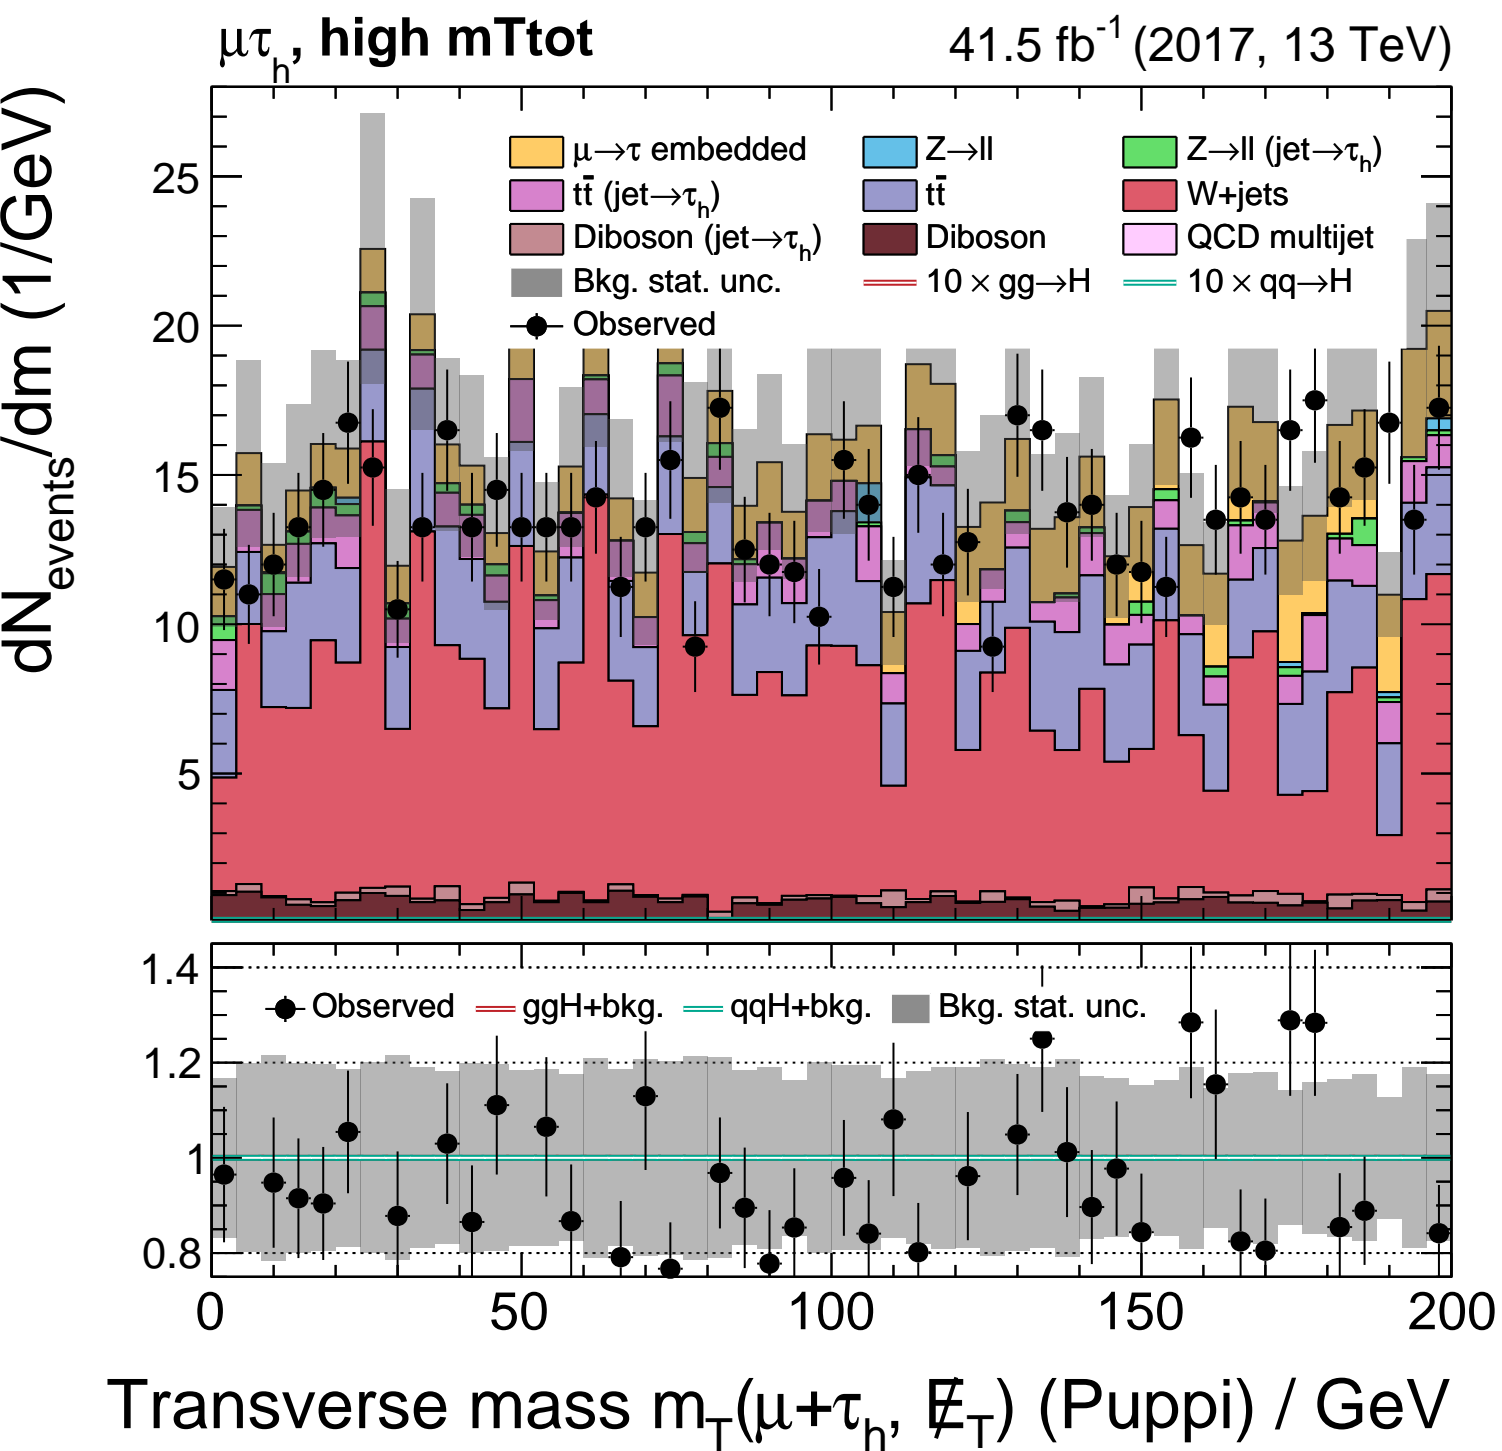 μτh, high mTtot 41.5 fb-1 (2017, 13 TeV)
dNevents/dm (1/GeV)
25
20
15
10
5
μ→τ embedded Z→ll Z→ll (jet→τh)
tt̄ (jet→τh) tt̄ W+jets
Diboson (jet→τh) Diboson QCD multijet
Bkg. stat. unc. 10 × gg→H 10 × qq→H
Observed
1.4
1.2
1
0.8
Observed ggH+bkg. qqH+bkg. Bkg. stat. unc.
0 50 100 150 200
Transverse mass mT(μ+τh, E̸T) (Puppi) / GeV